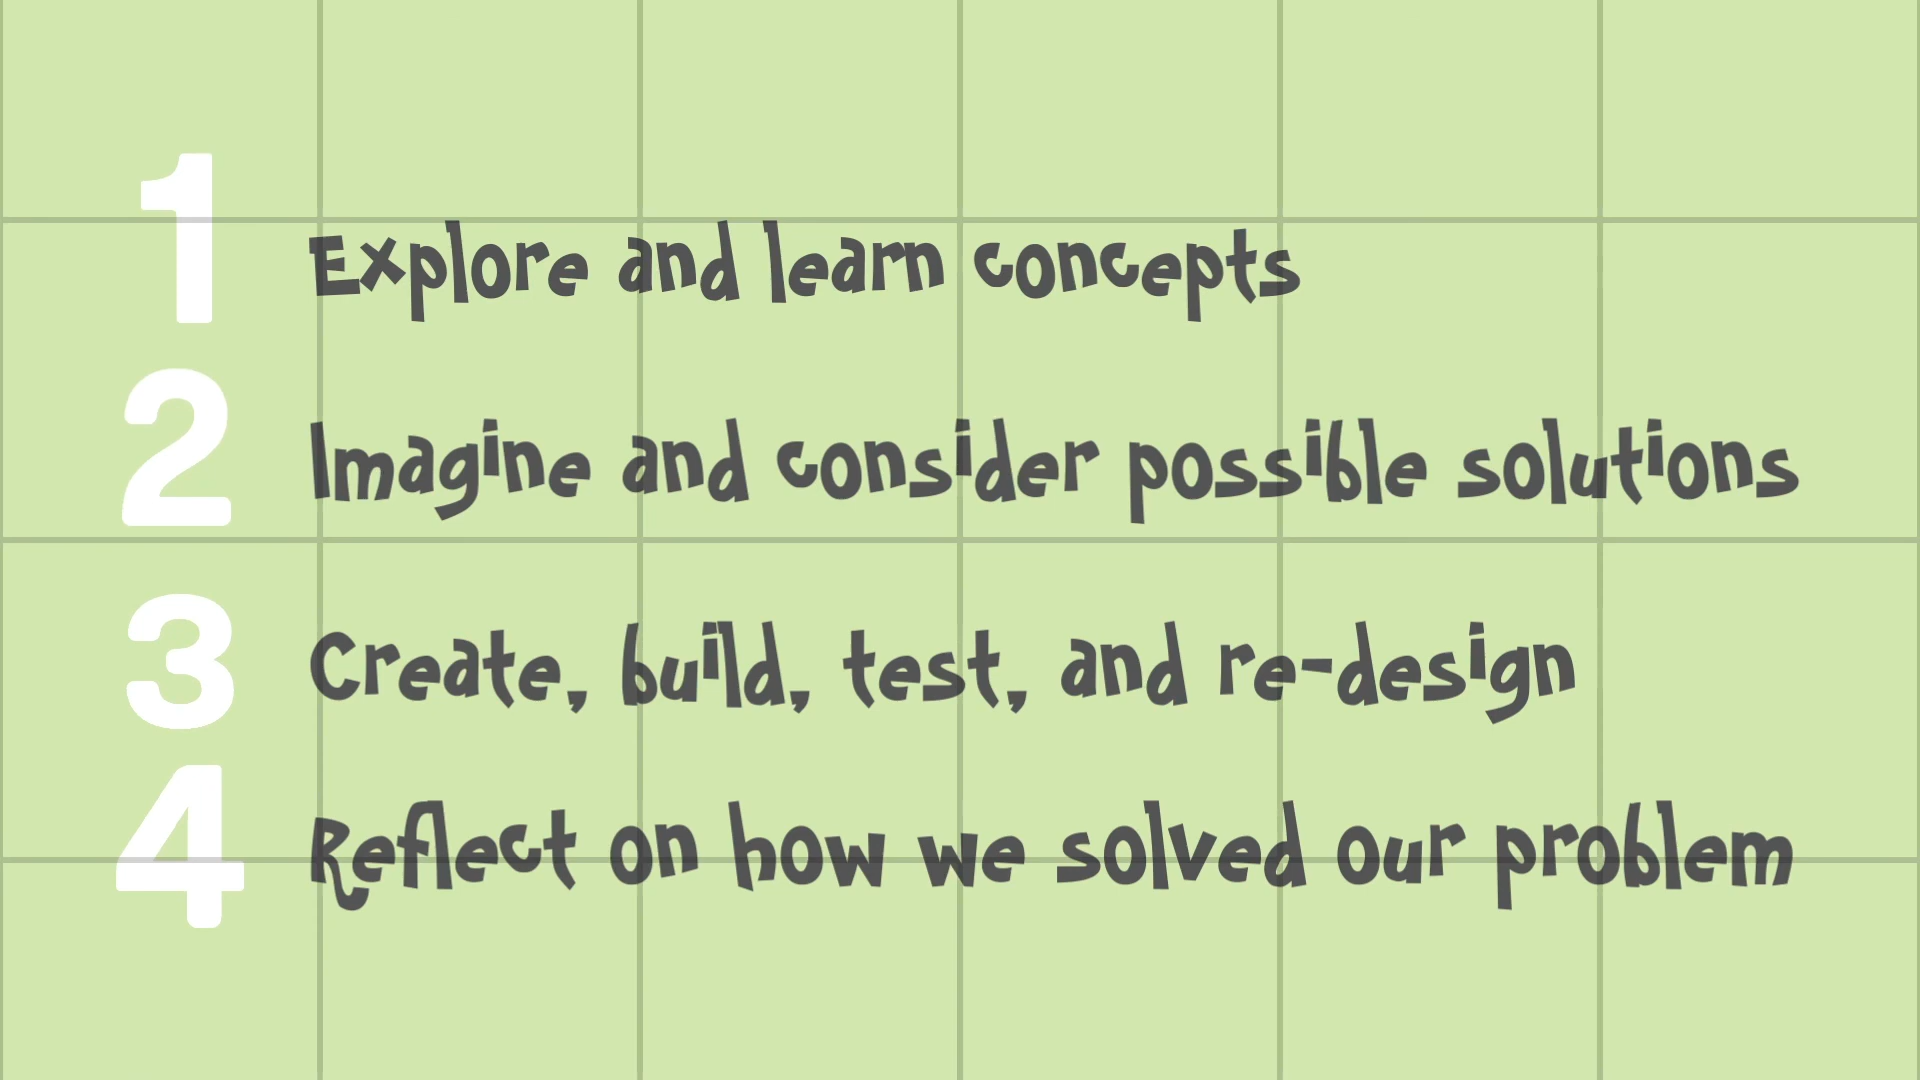 1 Explore and learn concepts
2 Imagine and consider possible solutions
3 Create, build, test, and re-design
4 Reflect on how we solved our problem